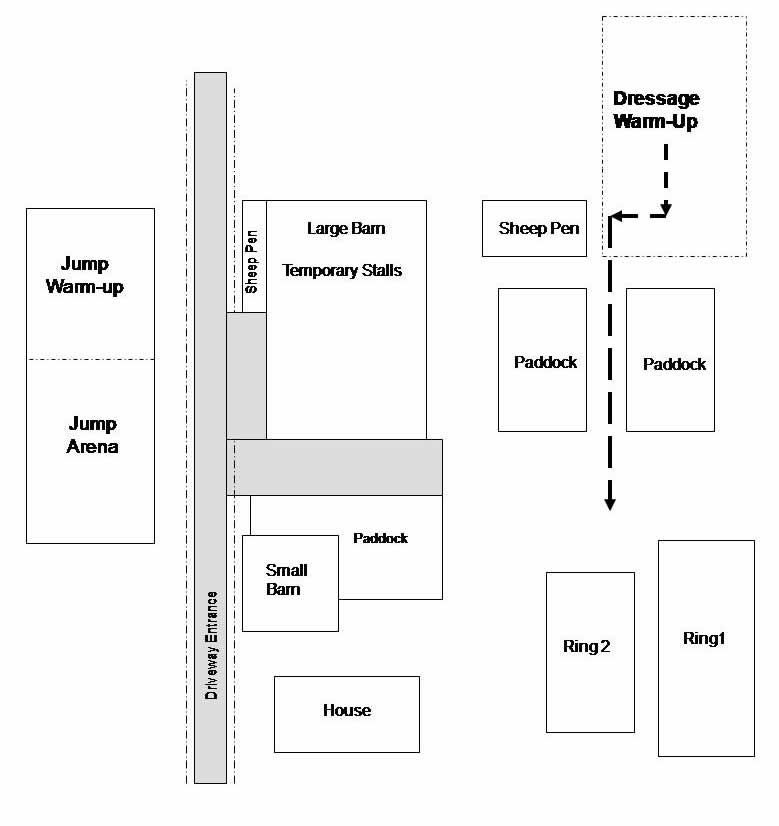 Dressage
Warm-Up
Sheep Pen
Large Barn
Temporary Stalls
Sheep Pen
Jump
Warm-up
Paddock
Paddock
Jump
Arena
Paddock
Small
Barn
Driveway Entrance
Ring 2
Ring1
House